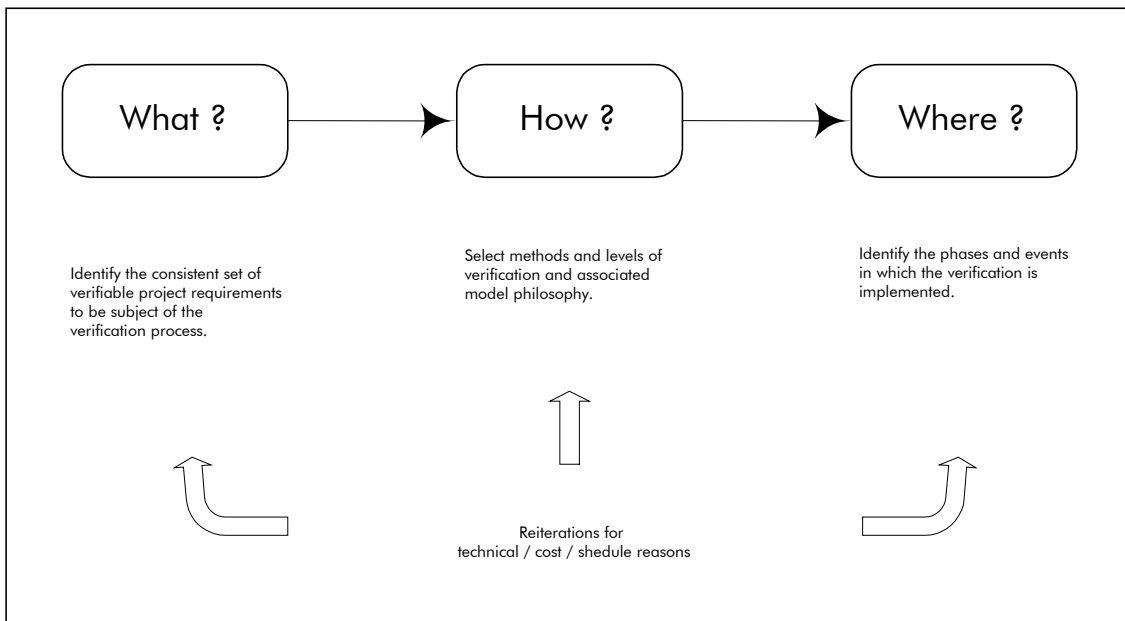 What ?
How ?
Where ?
Identify the consistent set of
verifiable project requirements
to be subject of the
verification process.
Select methods and levels of
verification and associated
model philosophy.
Identify the phases and events
in which the verification is
implemented.
Reiterations for
technical / cost / shedule reasons